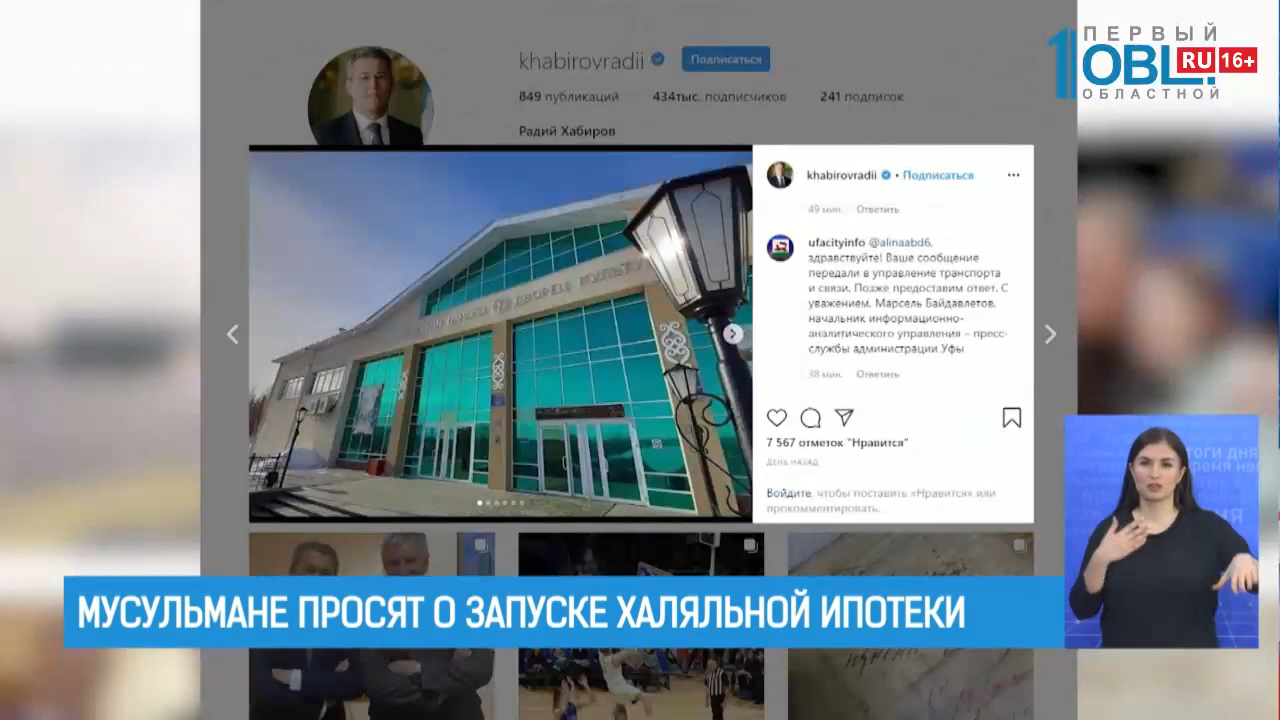 khabirovradii
Подписаться
849 публикаций
434тыс. подписчиков
241 подписок
Радий Хабиров
ПЕРВЫЙ
1OBL.
RU 16+
ОБЛАСТНОЙ
khabirovradii • Подписаться
49 мин. Ответить
ufacityinfo @alinaabd6,
здравствуйте! Ваше сообщение
передали в управление транспорта
и связи. Позже предоставим ответ. С
уважением, Марсель Байдавлетов,
начальник информационно-
аналитического управления – пресс-
службы администрации Уфы
38 мин. Ответить
7 567 отметок "Нравится"
ДЕНЬ НАЗАД
Войдите, чтобы поставить «Нравится» или
прокомментировать.
МУСУЛЬМАНЕ ПРОСЯТ О ЗАПУСКЕ ХАЛЯЛЬНОЙ ИПОТЕКИ